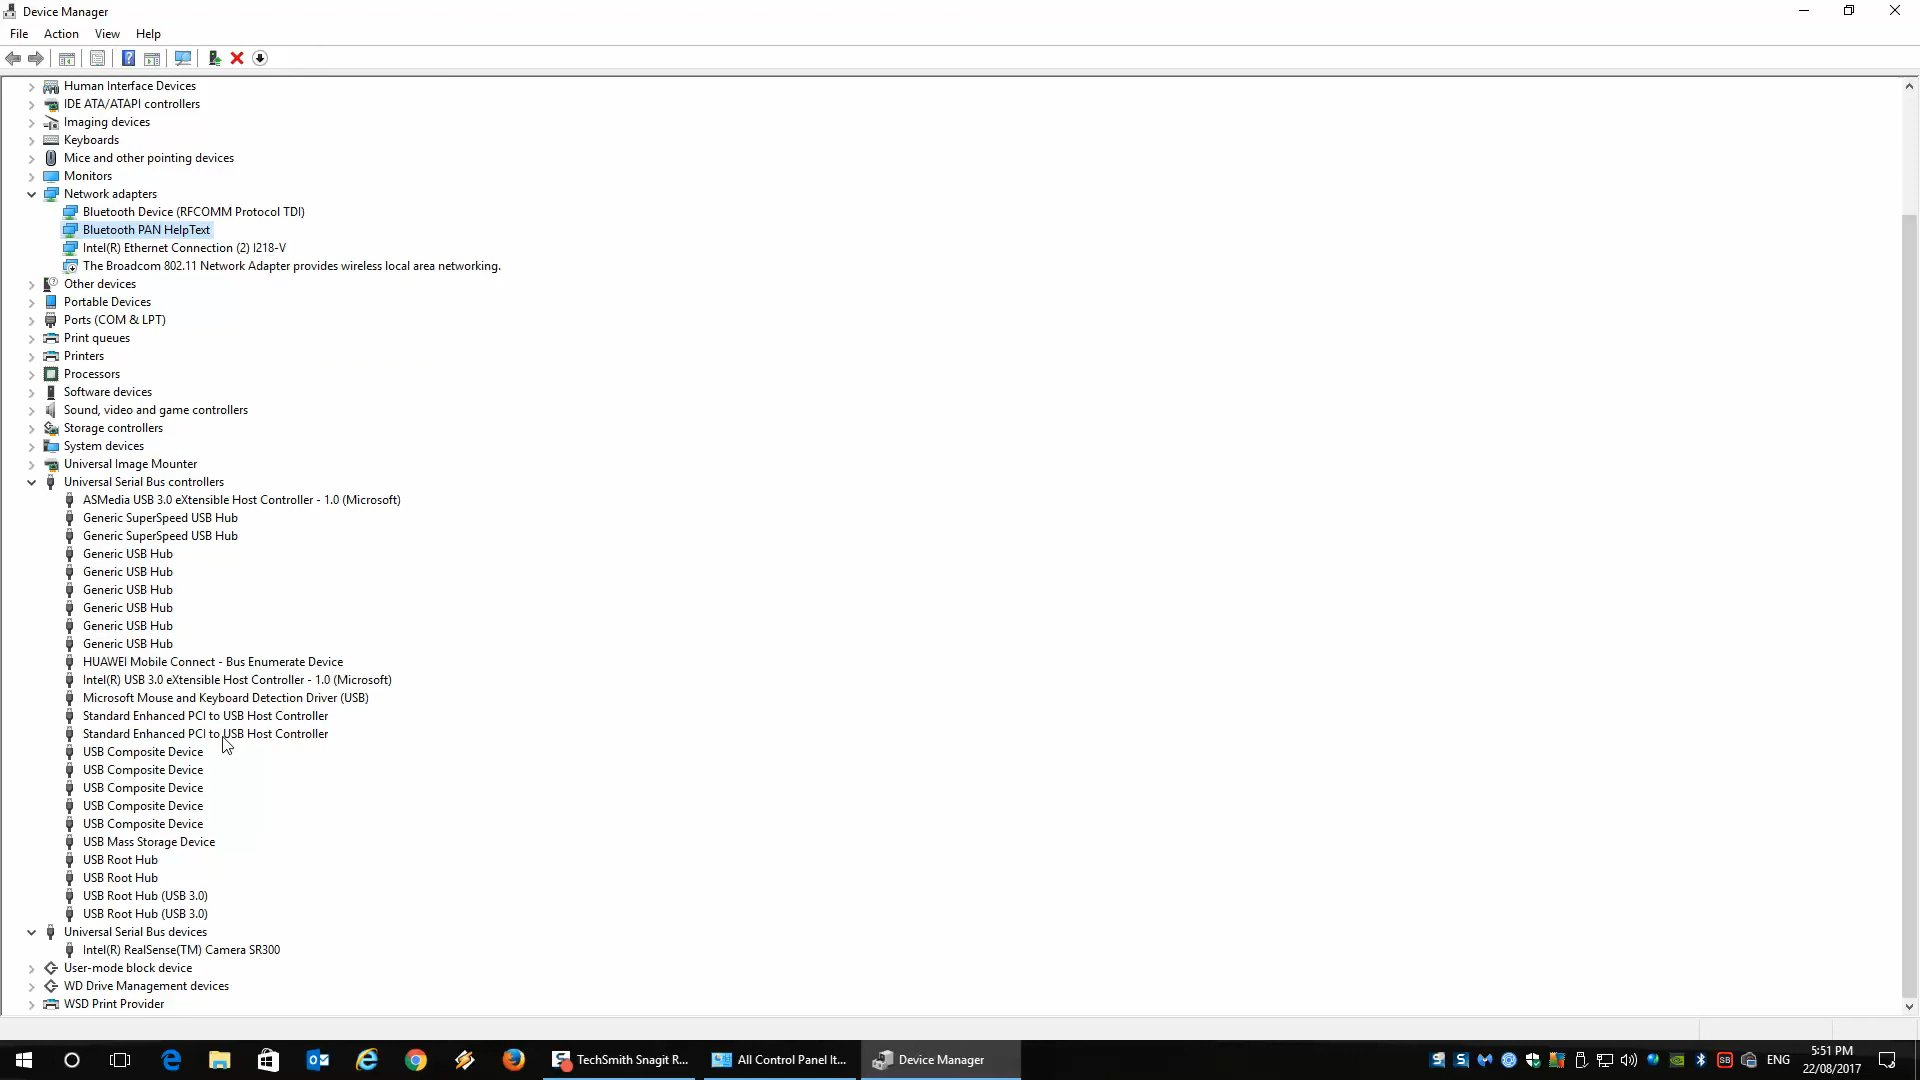 Device Manager
File Action View Help
Human Interface Devices
IDE ATA/ATAPI controllers
Imaging devices
Keyboards
Mice and other pointing devices
Monitors
Network adapters
Bluetooth Device (RFCOMM Protocol TDI)
Bluetooth PAN HelpText
Intel(R) Ethernet Connection (2) I218-V
The Broadcom 802.11 Network Adapter provides wireless local area networking.
Other devices
Portable Devices
Ports (COM & LPT)
Print queues
Printers
Processors
Software devices
Sound, video and game controllers
Storage controllers
System devices
Universal Image Mounter
Universal Serial Bus controllers
ASMedia USB 3.0 eXtensible Host Controller - 1.0 (Microsoft)
Generic SuperSpeed USB Hub
Generic SuperSpeed USB Hub
Generic USB Hub
Generic USB Hub
Generic USB Hub
Generic USB Hub
Generic USB Hub
Generic USB Hub
HUAWEI Mobile Connect - Bus Enumerate Device
Intel(R) USB 3.0 eXtensible Host Controller - 1.0 (Microsoft)
Microsoft Mouse and Keyboard Detection Driver (USB)
Standard Enhanced PCI to USB Host Controller
Standard Enhanced PCI to USB Host Controller
USB Composite Device
USB Composite Device
USB Composite Device
USB Composite Device
USB Composite Device
USB Mass Storage Device
USB Root Hub
USB Root Hub
USB Root Hub (USB 3.0)
USB Root Hub (USB 3.0)
Universal Serial Bus devices
Intel(R) RealSense(TM) Camera SR300
User-mode block device
WD Drive Management devices
WSD Print Provider
TechSmith Snagit R... All Control Panel It... Device Manager ENG 5:51 PM
22/08/2017